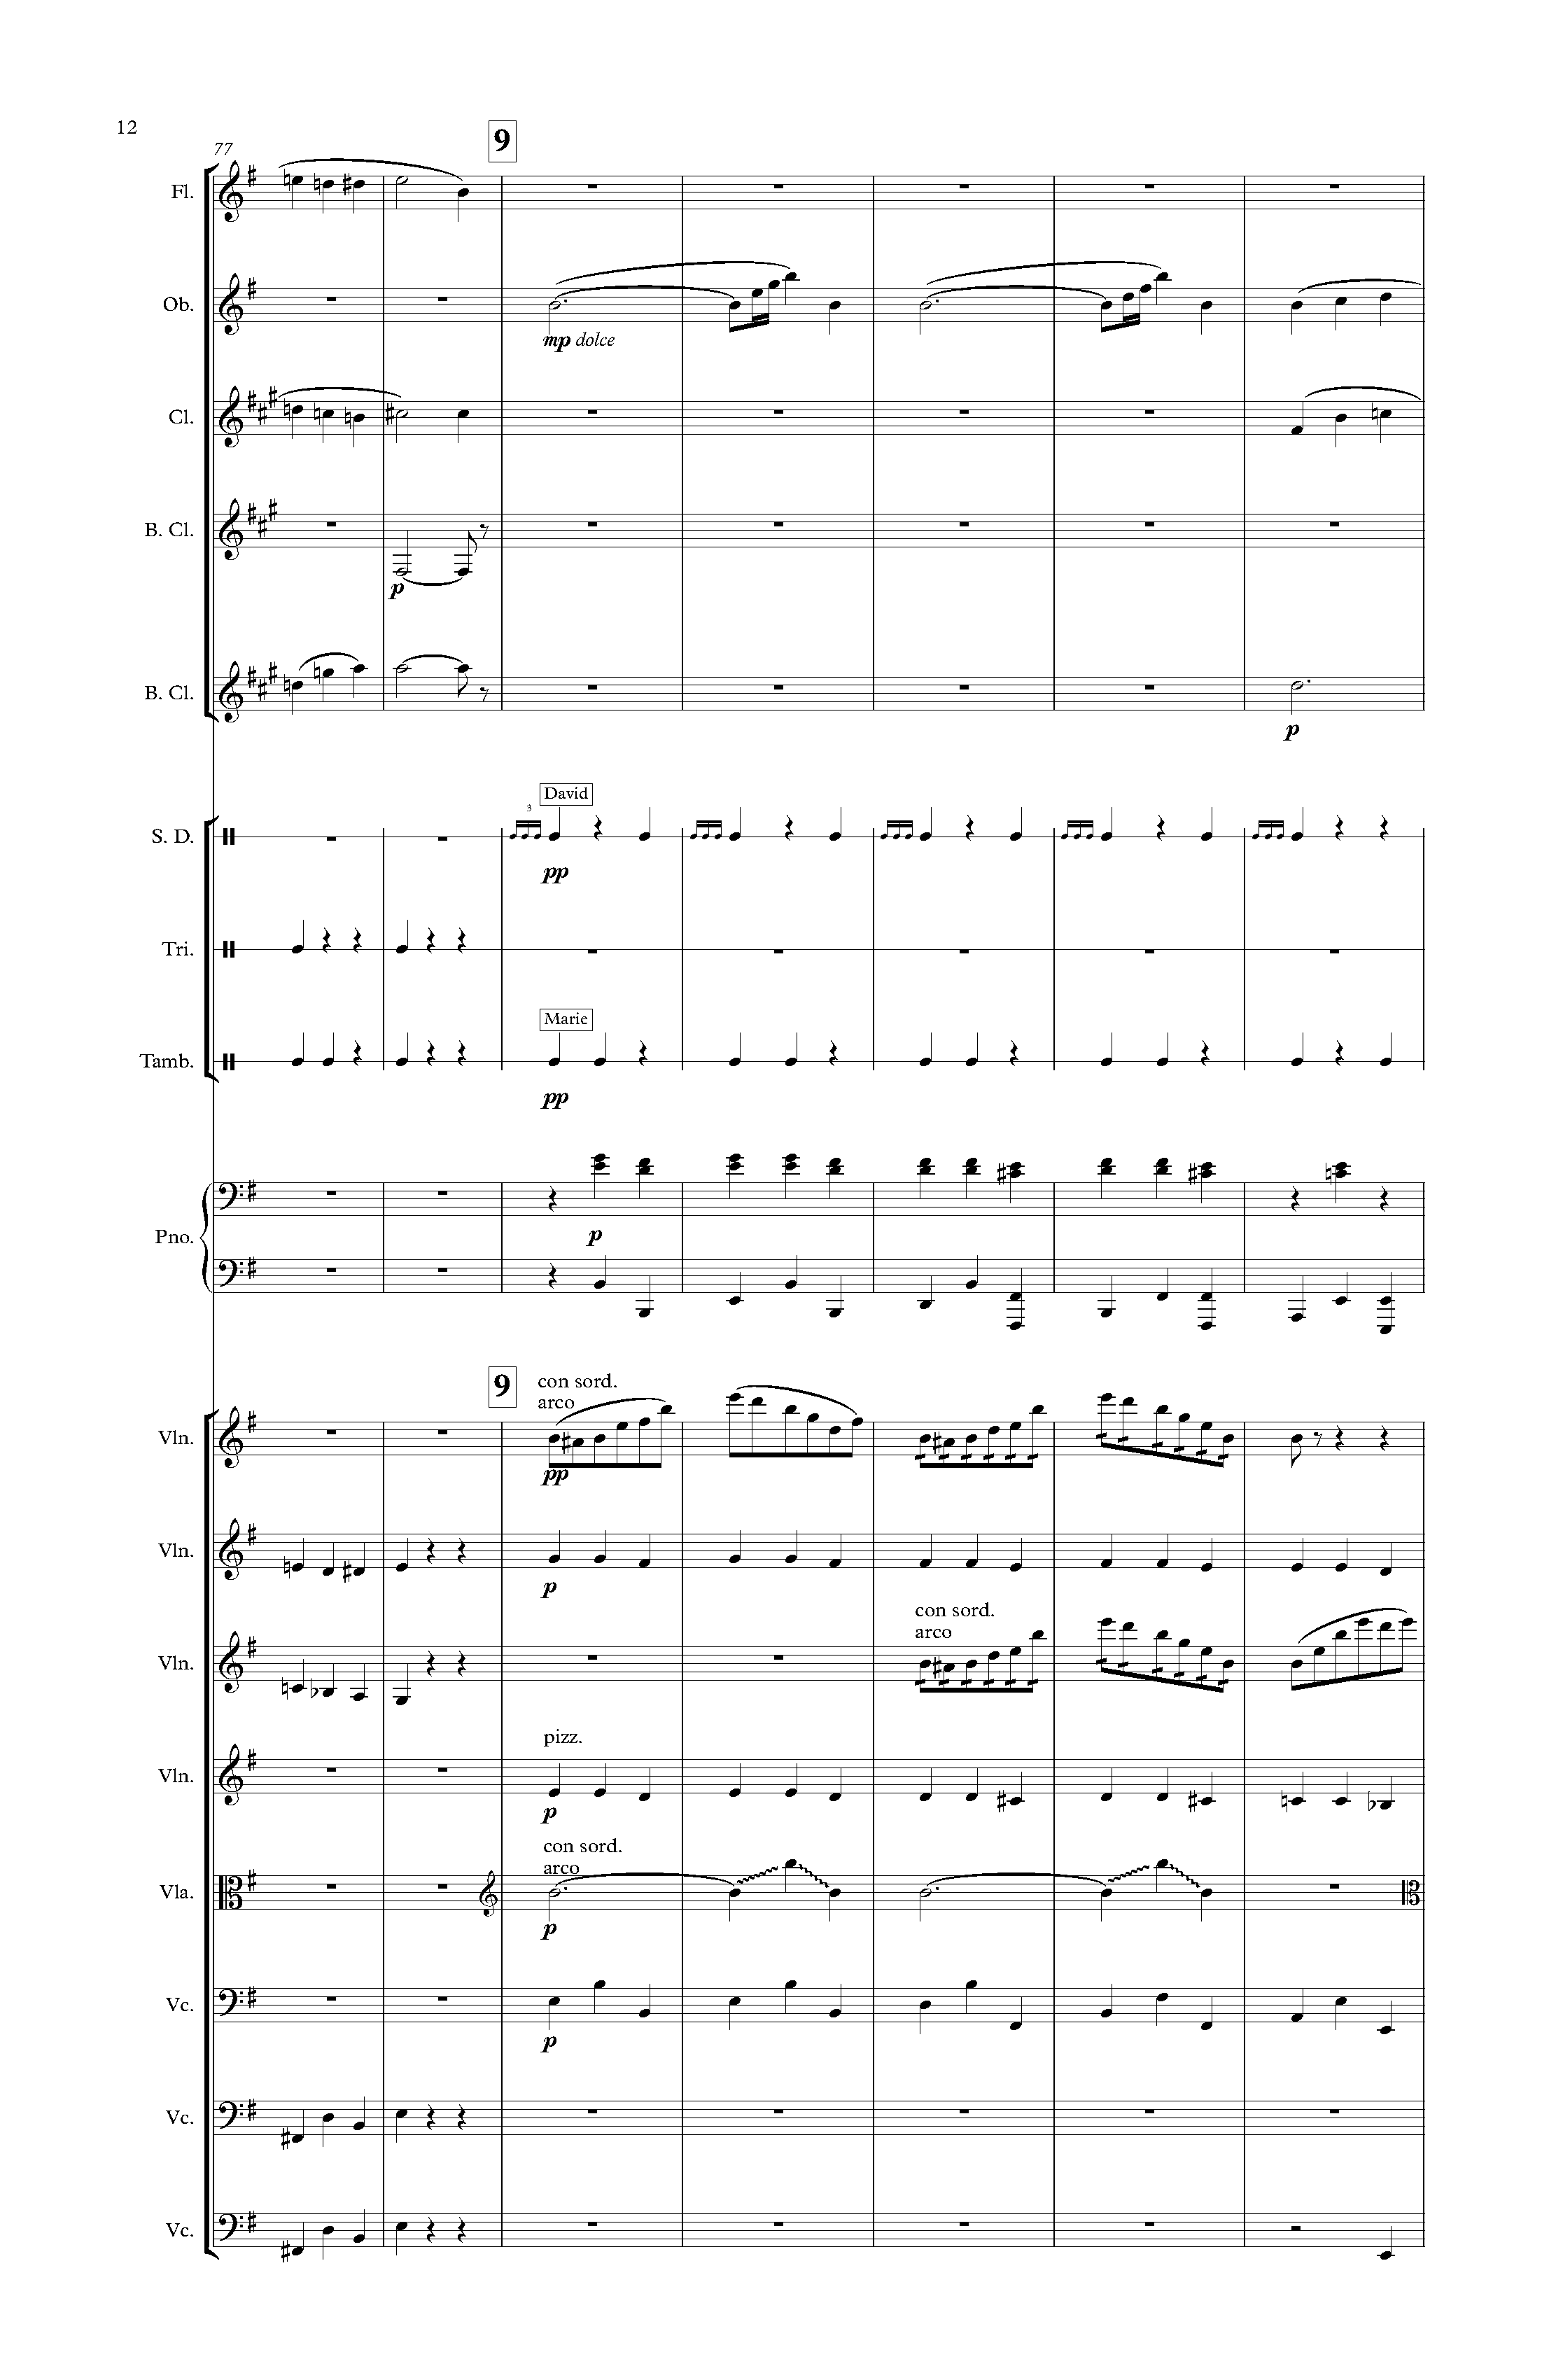 12
77
9
Fl.
Ob.
mp dolce
Cl.
B. Cl.
p
B. Cl.
p
David
3
S. D.
pp
Tri.
Marie
Tamb.
pp
Pno.
p
9
con sord.
arco
Vln.
pp
Vln.
p
con sord.
arco
Vln.
pizz.
Vln.
p
con sord.
arco
Vla.
p
Vc.
p
Vc.
Vc.